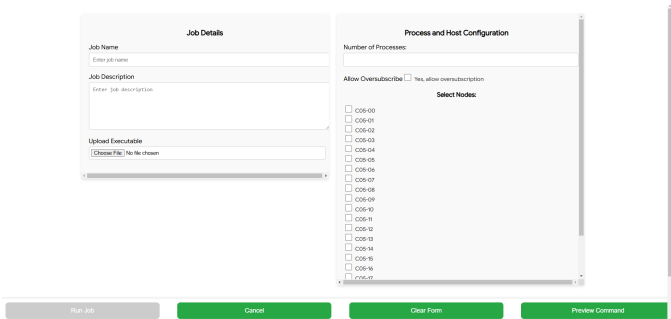 Job Details
Job Name
Enter job name
Job Description
Enter job description
Upload Executable
Choose File No file chosen
Process and Host Configuration
Number of Processes:
Allow Oversubscribe Yes, allow oversubscription
Select Nodes:
C05-00
C05-01
C05-02
C05-03
C05-04
C05-05
C05-06
C05-07
C05-08
C05-09
C05-10
C05-11
C05-12
C05-13
C05-14
C05-15
C05-16
C05-17
Run Job
Cancel
Clear Form
Preview Command